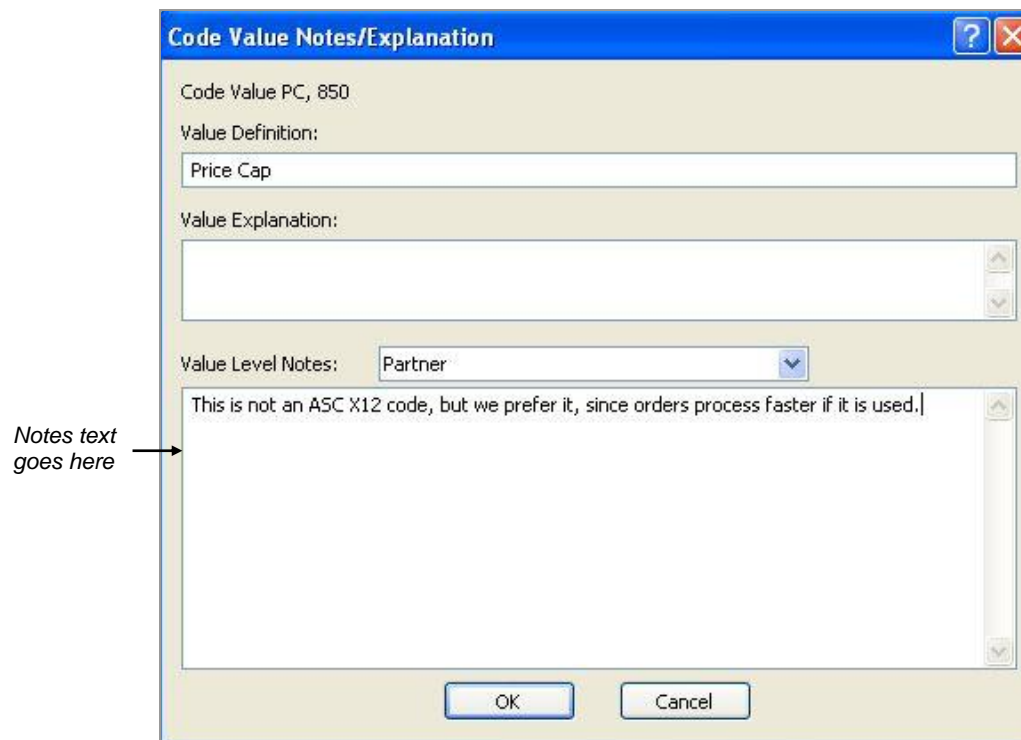 Code Value Notes/Explanation
Code Value PC, 850
Value Definition:
Price Cap
Value Explanation:
Value Level Notes: Partner
This is not an ASC X12 code, but we prefer it, since orders process faster if it is used.
Notes text
goes here
OK Cancel